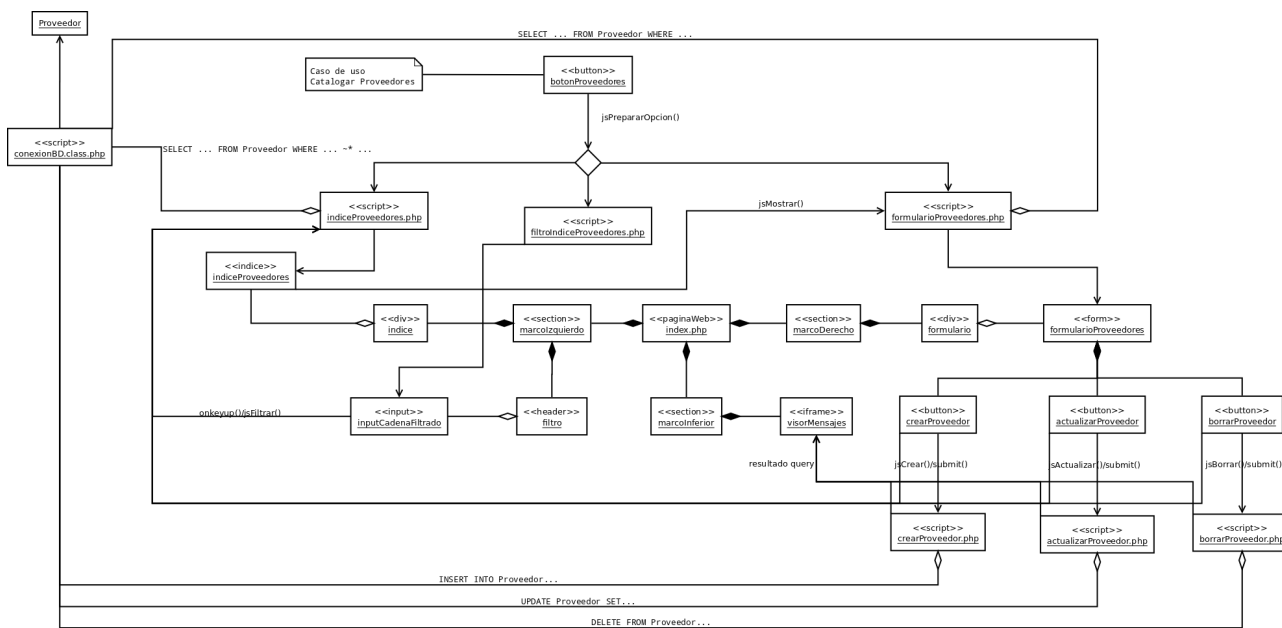 Proveedor
SELECT ... FROM Proveedor WHERE ...
Caso de uso
Catalogar Proveedores
<<button>>
botonProveedores
jsPrepararOpcion()
<<script>>
conexionBD.class.php
SELECT ... FROM Proveedor WHERE ... ~* ...
<<script>>
indiceProveedores.php
<<script>>
filtroIndiceProveedores.php
jsMostrar()
<<script>>
formularioProveedores.php
<<indice>>
indiceProveedores
<<div>>
indice
<<section>>
marcoIzquierdo
<<paginaWeb>>
index.php
<<section>>
marcoDerecho
<<div>>
formulario
<<form>>
formularioProveedores
onkeyup()/jsFiltrar()
<<input>>
inputCadenaFiltrado
<<header>>
filtro
<<section>>
marcoInferior
<<iframe>>
visorMensajes
<<button>>
crearProveedor
<<button>>
actualizarProveedor
<<button>>
borrarProveedor
resultado query
jsCrear()/submit()
jsActualizar()/submit()
jsBorrar()/submit()
<<script>>
crearProveedor.php
<<script>>
actualizarProveedor.php
<<script>>
borrarProveedor.php
INSERT INTO Proveedor...
UPDATE Proveedor SET...
DELETE FROM Proveedor...